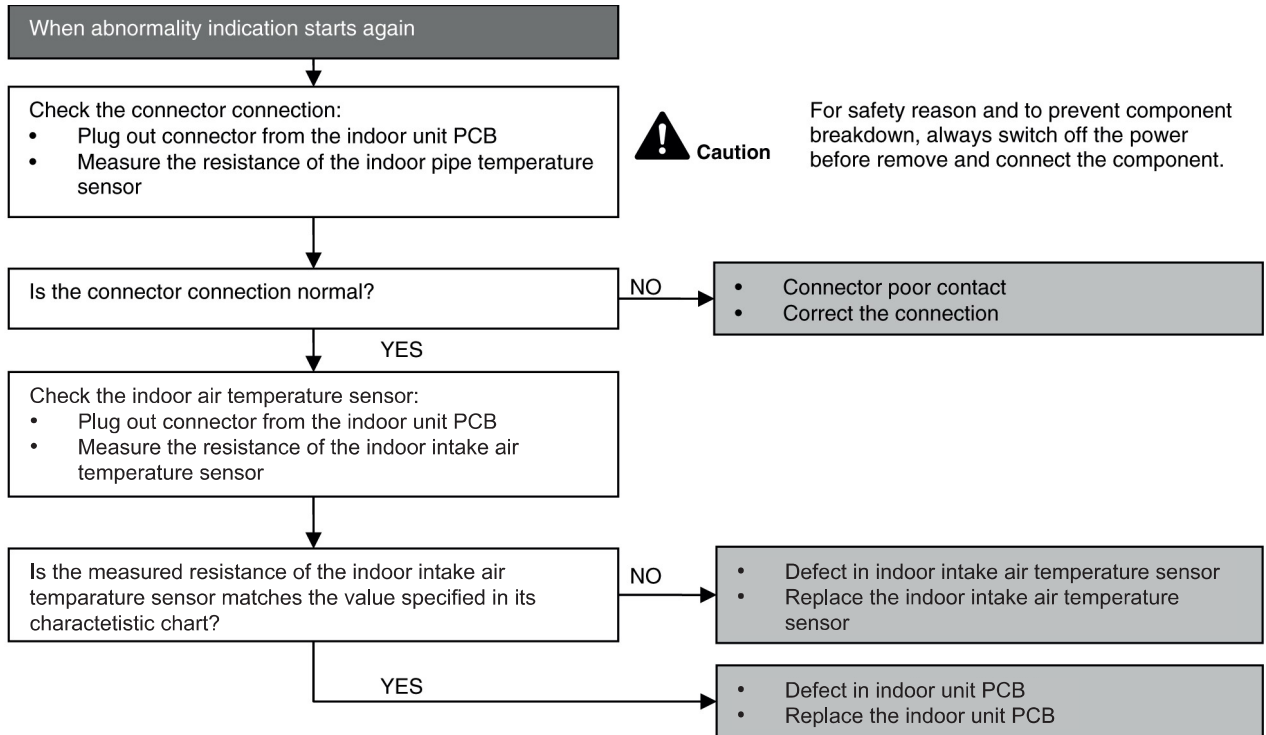 When abnormality indication starts again
Check the connector connection:
• Plug out connector from the indoor unit PCB
• Measure the resistance of the indoor pipe temperature
sensor
Caution
For safety reason and to prevent component
breakdown, always switch off the power
before remove and connect the component.
Is the connector connection normal?
NO
• Connector poor contact
• Correct the connection
YES
Check the indoor air temperature sensor:
• Plug out connector from the indoor unit PCB
• Measure the resistance of the indoor intake air
temperature sensor
Is the measured resistance of the indoor intake air
temparature sensor matches the value specified in its
charactetistic chart?
NO
• Defect in indoor intake air temperature sensor
• Replace the indoor intake air temperature
sensor
YES
• Defect in indoor unit PCB
• Replace the indoor unit PCB